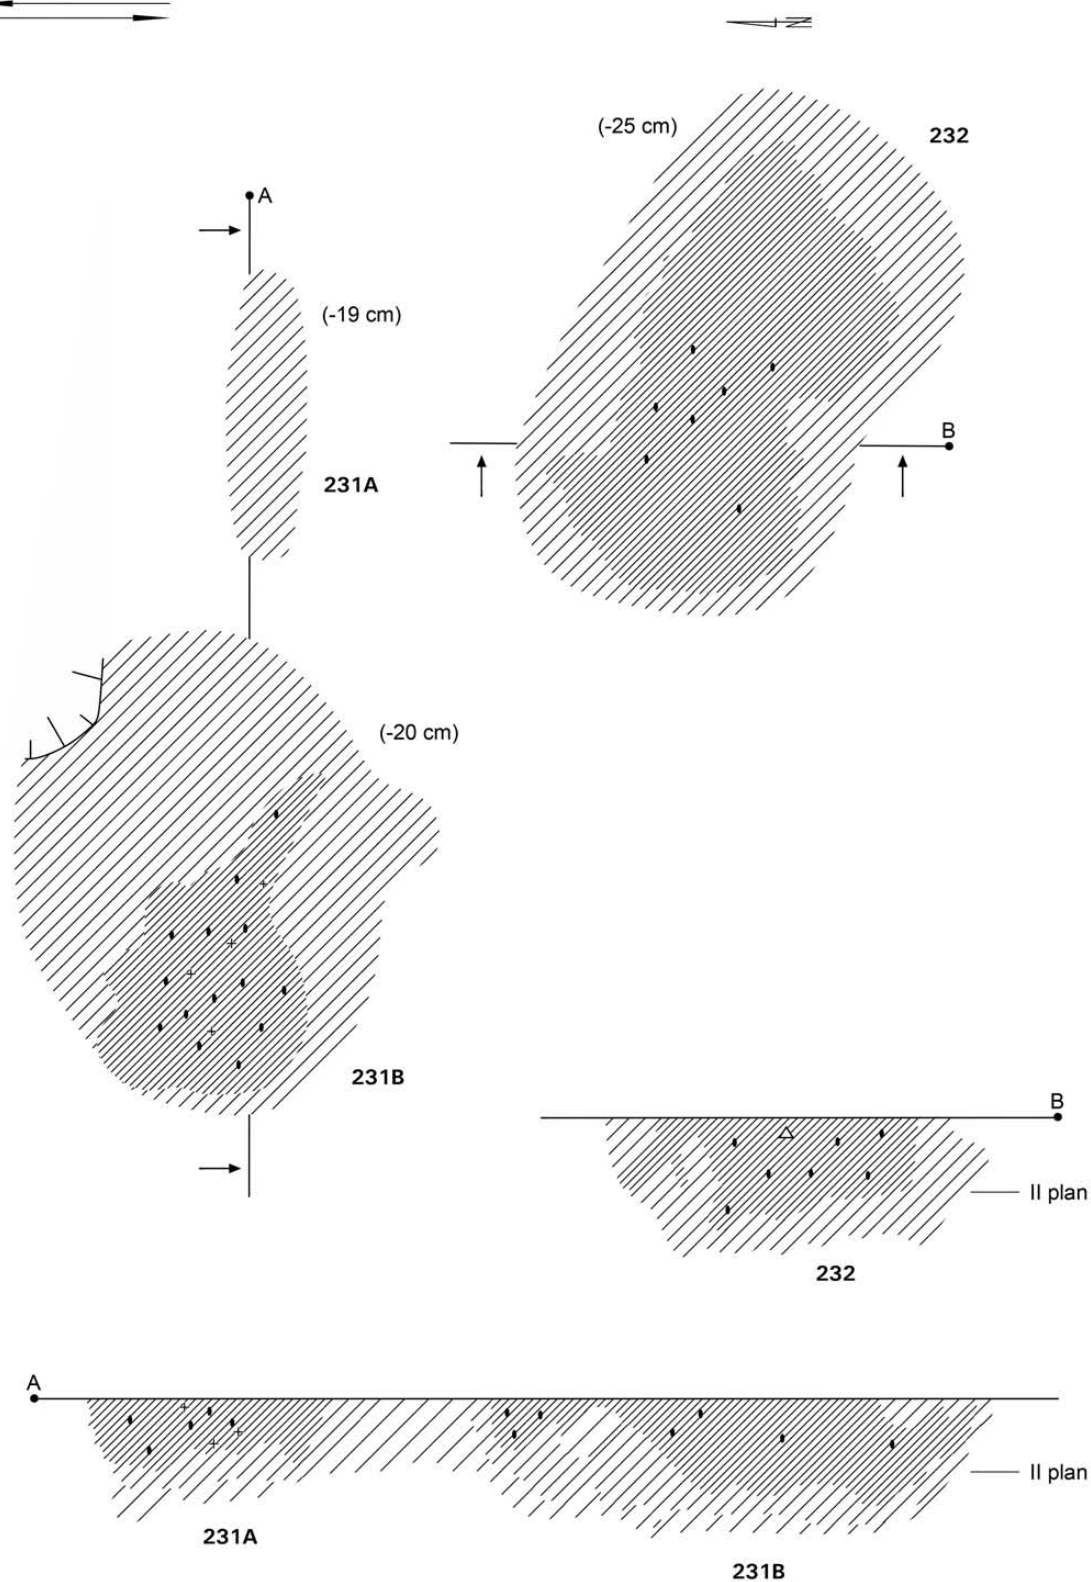 N
(-25 cm)
232
A
(-19 cm)
B
231A
(-20 cm)
231B
B
II plan
232
A
II plan
231A
231B